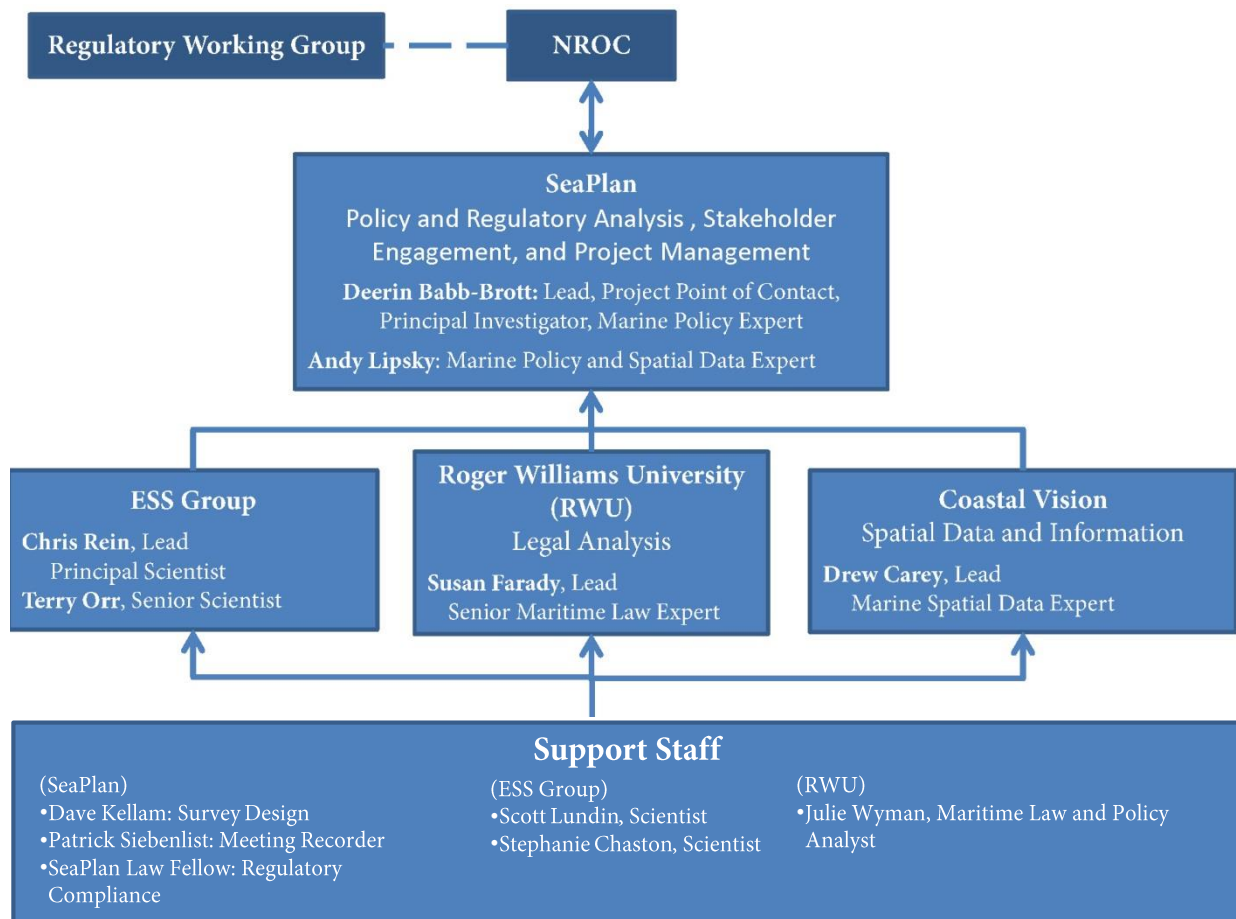 Regulatory Working Group
NROC
SeaPlan
Policy and Regulatory Analysis , Stakeholder
Engagement, and Project Management
Deerin Babb-Brott: Lead, Project Point of Contact,
Principal Investigator, Marine Policy Expert
Andy Lipsky: Marine Policy and Spatial Data Expert
ESS Group
Chris Rein, Lead
Principal Scientist
Terry Orr, Senior Scientist
Roger Williams University
(RWU)
Legal Analysis
Susan Farady, Lead
Senior Maritime Law Expert
Coastal Vision
Spatial Data and Information
Drew Carey, Lead
Marine Spatial Data Expert
Support Staff
(SeaPlan)
•Dave Kellam: Survey Design
•Patrick Siebenlist: Meeting Recorder
•SeaPlan Law Fellow: Regulatory
Compliance
(ESS Group)
•Scott Lundin, Scientist
•Stephanie Chaston, Scientist
(RWU)
•Julie Wyman, Maritime Law and Policy
Analyst